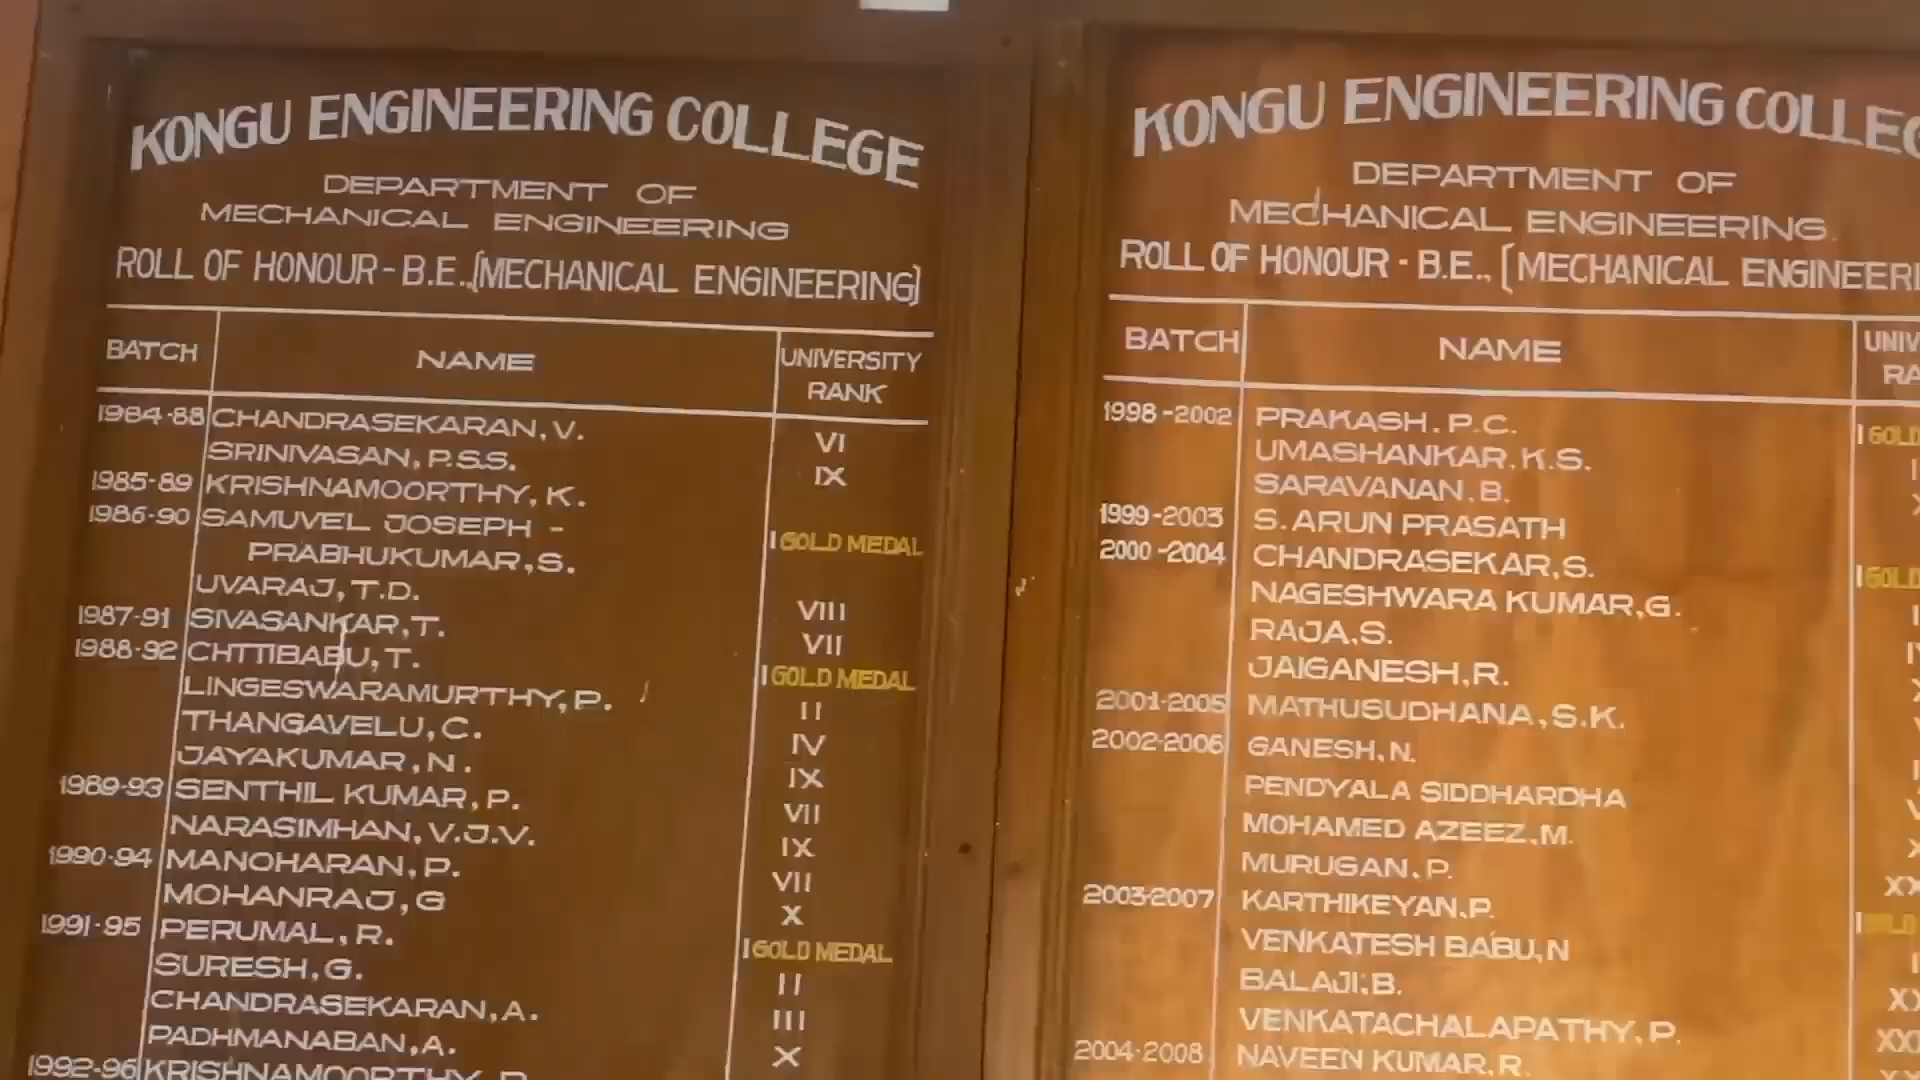 KONGU ENGINEERING COLLEGE
DEPARTMENT OF
MECHANICAL ENGINEERING
ROLL OF HONOUR - B.E.,[MECHANICAL ENGINEERING]
BATCH NAME UNIVERSITY RANK
1984-88 CHANDRASEKARAN, V. VI
SRINIVASAN, P.S.S. IX
1985-89 KRISHNAMOORTHY, K.
1986-90 SAMUVEL JOSEPH - I GOLD MEDAL
PRABHUKUMAR, S.
UVARAJ, T.D. VIII
1987-91 SIVASANKAR, T. VII
1988-92 CHTTIBABU, T. I GOLD MEDAL
LINGESWARAMURTHY, P. II
THANGAVELU, C. IV
JAYAKUMAR, N. IX
1989-93 SENTHIL KUMAR, P. VII
NARASIMHAN, V.J.V. IX
1990-94 MANOHARAN, P. VII
MOHANRAJ, G X
1991-95 PERUMAL, R. I GOLD MEDAL
SURESH, G. II
CHANDRASEKARAN, A. III
PADHMANABAN, A. X
1992-96 KRISHNAMOORTHY
KONGU ENGINEERING
DEPARTMENT OF
MECHANICAL ENGINEERING.
ROLL OF HONOUR - B.E., [MECHANICAL
BATCH NAME
1998-2002 PRAKASH. P.C. I GOLD
UMASHANKAR. K.S.
SARAVANAN. B.
1999-2003 S. ARUN PRASATH
2000-2004 CHANDRASEKAR, S. I GOLD
NAGESHWARA KUMAR, G.
RAJA. S.
JAIGANESH. R.
2001-2005 MATHUSUDHANA, S.K.
2002-2006 GANESH. N.
PENDYALA SIDDHARDHA
MOHAMED AZEEZ. M.
MURUGAN. P.
2003-2007 KARTHIKEYAN. P. I GOLD
VENKATESH BABU, N
BALAJI. B.
VENKATACHALAPATHY. P.
2004-2008 NAVEEN KUMAR. R.